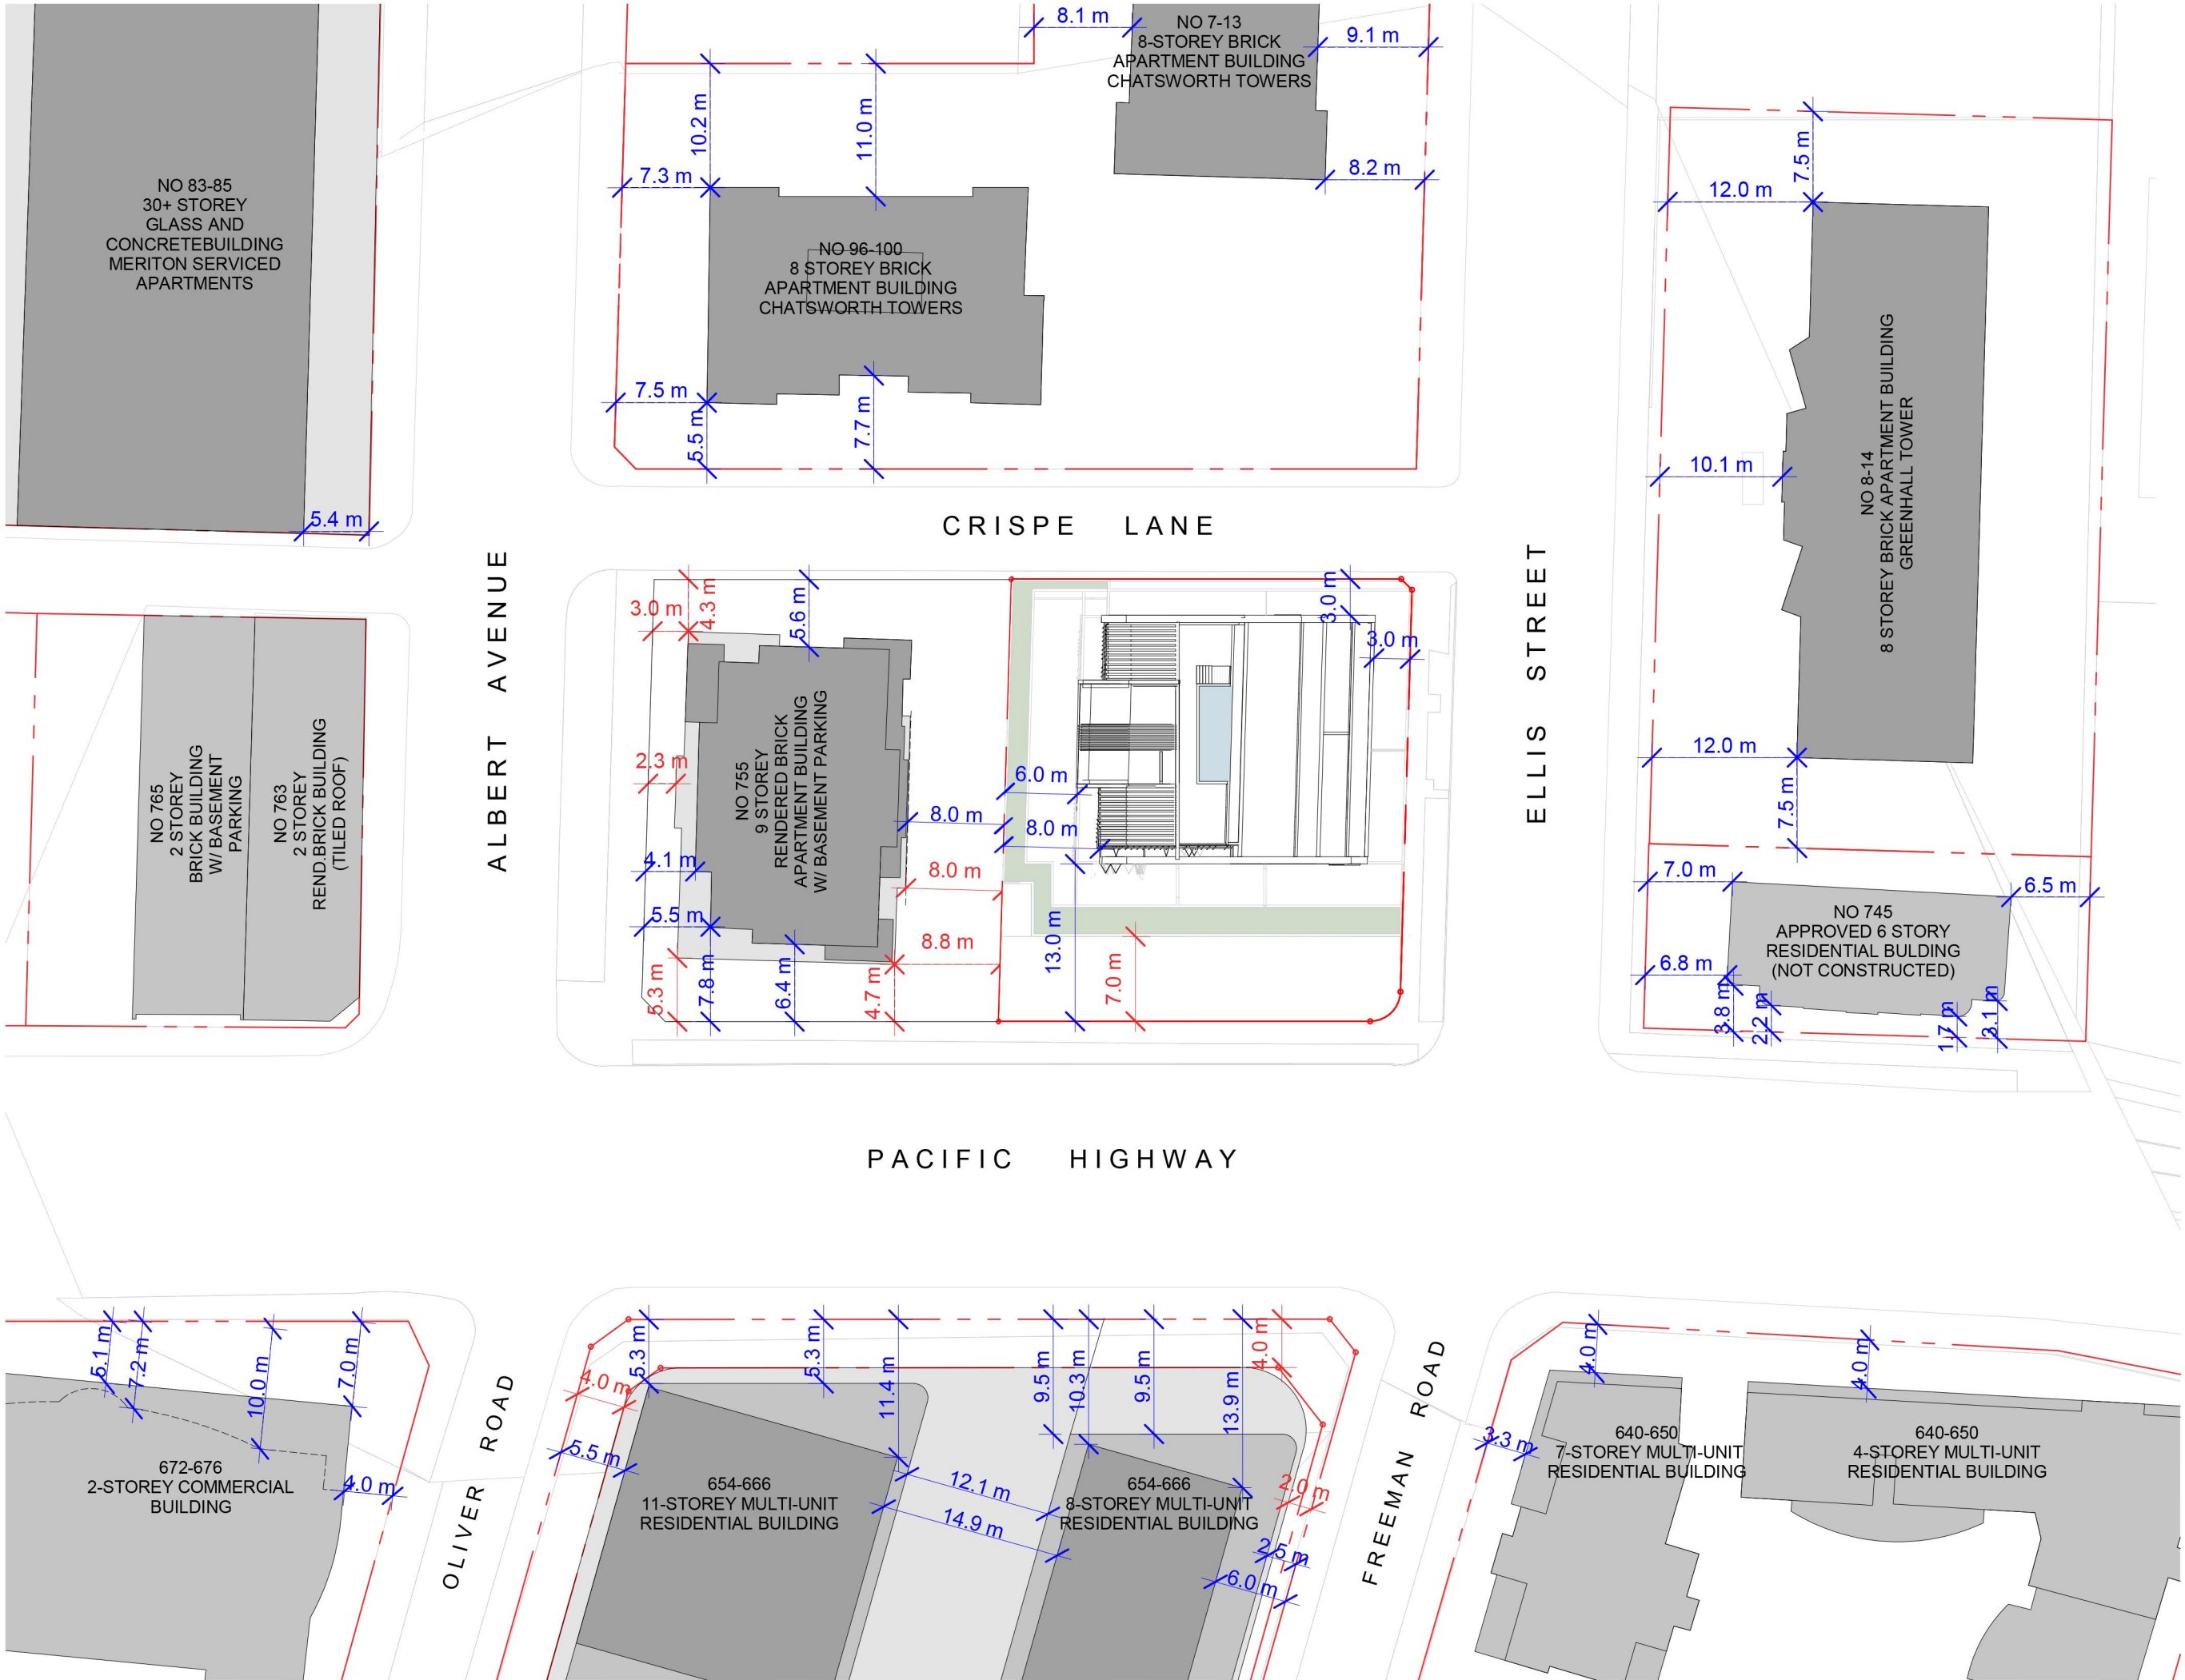 8.1 m
NO 7-13
8-STOREY BRICK
APARTMENT BUILDING
CHATSWORTH TOWERS
9.1 m
8.2 m
10.2 m
11.0 m
7.3 m
NO 83-85
30+ STOREY
GLASS AND
CONCRETEBUILDING
MERITON SERVICED
APARTMENTS
5.4 m
NO 96-100
8 STOREY BRICK
APARTMENT BUILDING
CHATSWORTH TOWERS
7.5 m
5.5 m
7.7 m
7.5 m
12.0 m
10.1 m
NO 8-14
8 STOREY BRICK APARTMENT BUILDING
GREENHALL TOWER
12.0 m
7.5 m
CRISPE LANE
ALBERT AVENUE
ELLIS STREET
NO 765
2 STOREY
BRICK BUILDING
W/ BASEMENT
PARKING
NO 763
2 STOREY
REND.BRICK BUILDING
(TILED ROOF)
3.0 m
4.3 m
5.6 m
2.3 m
NO 755
9 STOREY
RENDERED BRICK
APARTMENT BUILDING
W/ BASEMENT PARKING
4.1 m
5.5 m
5.3 m
7.8 m
6.4 m
4.7 m
8.0 m
8.0 m
8.8 m
6.0 m
8.0 m
13.0 m
7.0 m
3.0 m
3.0 m
7.0 m
6.5 m
NO 745
APPROVED 6 STORY
RESIDENTIAL BULDING
(NOT CONSTRUCTED)
6.8 m
3.8 m
2.2 m
1.7 m
3.1 m
PACIFIC HIGHWAY
5.1 m
7.2 m
10.0 m
7.0 m
672-676
2-STOREY COMMERCIAL
BUILDING
4.0 m
OLIVER ROAD
5.3 m
4.0 m
5.5 m
5.3 m
11.4 m
654-666
11-STOREY MULTI-UNIT
RESIDENTIAL BUILDING
12.1 m
14.9 m
9.5 m
10.3 m
9.5 m
13.9 m
4.0 m
654-666
8-STOREY MULTI-UNIT
RESIDENTIAL BUILDING
2.0 m
2.5 m
6.0 m
FREEMAN ROAD
4.0 m
3.3 m
640-650
7-STOREY MULTI-UNIT
RESIDENTIAL BUILDING
4.0 m
640-650
4-STOREY MULTI-UNIT
RESIDENTIAL BUILDING